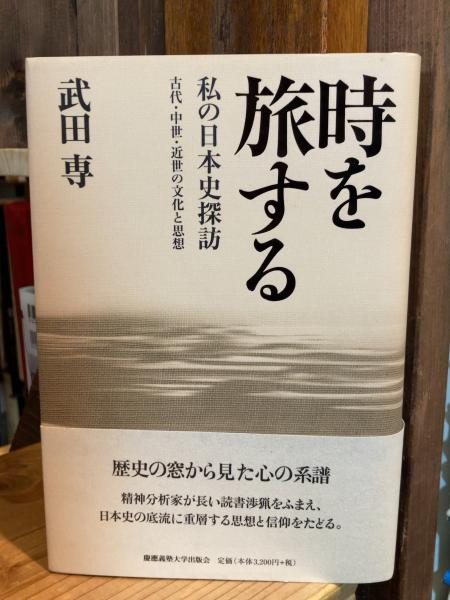 時を
旅する
私の日本史探訪
古代・中世・近世の文化と思想
武田 専
歴史の窓から見た心の系譜
精神分析家が長い読書渉猟をふまえ、
日本史の底流に重層する思想と信仰をたどる。
慶應義塾大学出版会 定価(本体3,200円+税)